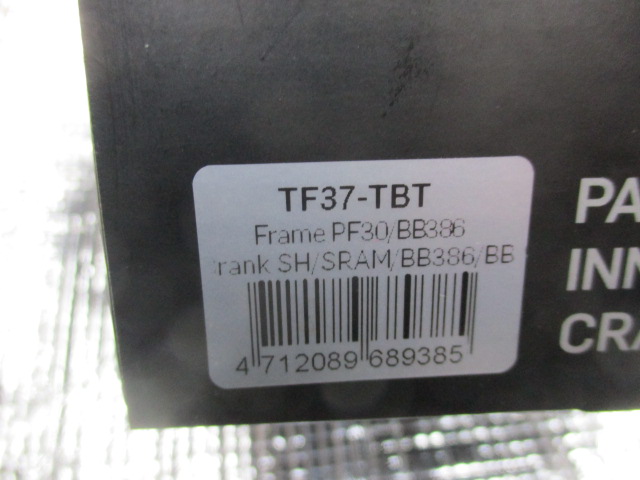 TF37-TBT
Frame PF30/BB386
rank SH/SRAM/BB386/BB
4 712089 689385
PA
INN
CRA